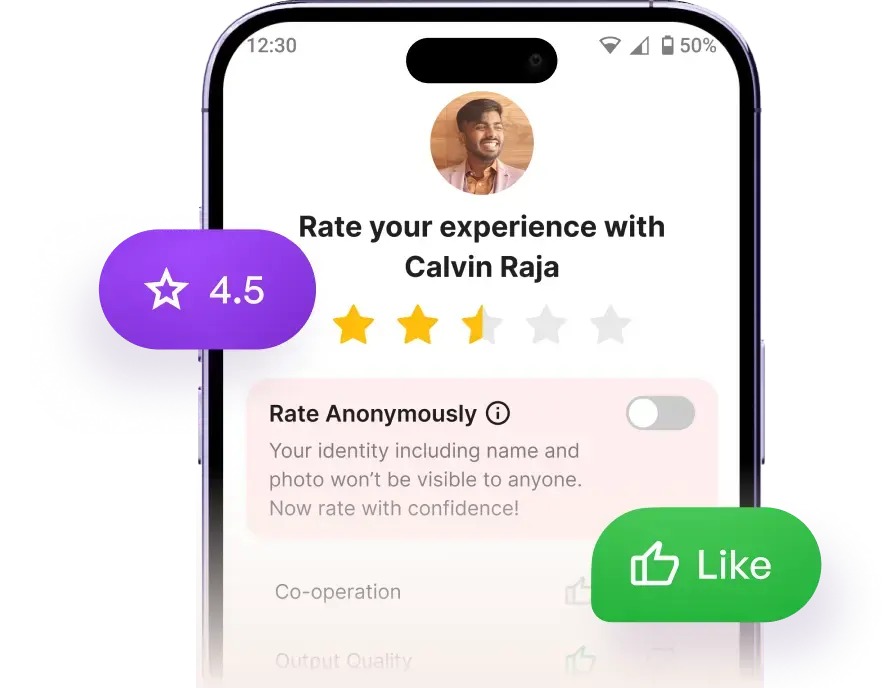 12:30
50%
Rate your experience with
Calvin Raja
4.5
Rate Anonymously
Your identity including name and
photo won’t be visible to anyone.
Now rate with confidence!
Like
Co-operation
Output Quality